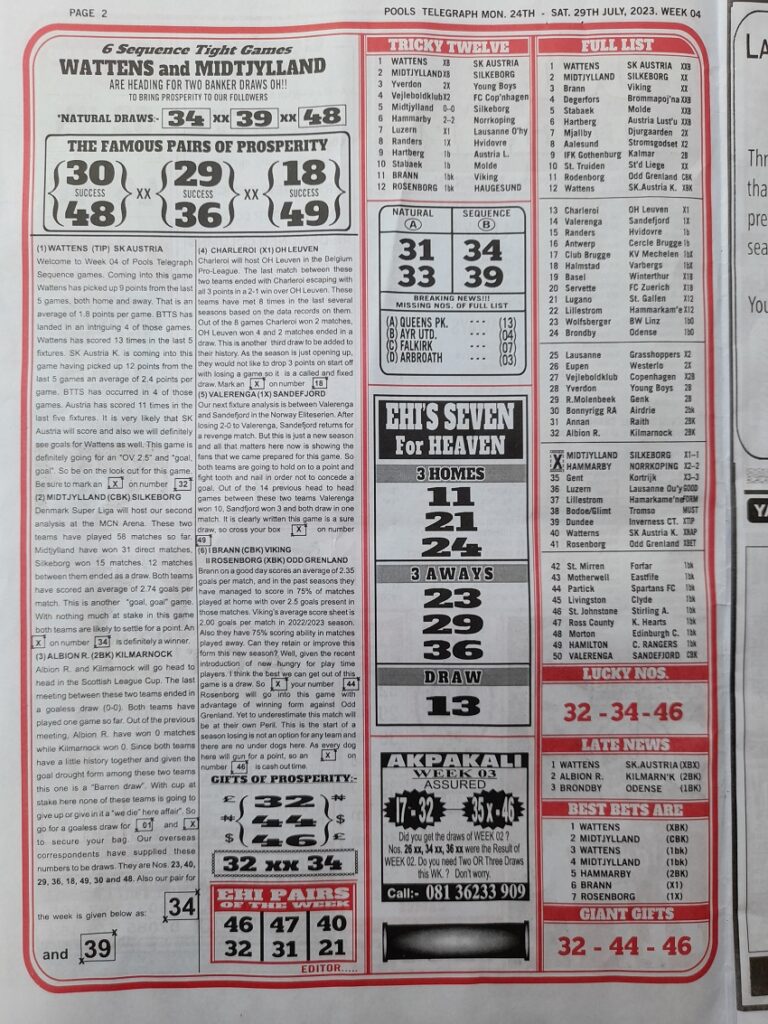 PAGE 2
POOLS TELEGRAPH MON. 24TH - SAT. 29TH JULY, 2023. WEEK 04
6 Sequence Tight Games
WATTENS and MIDTJYLLAND
ARE HEADING FOR TWO BANKER DRAWS OH!!
TO BRING PROSPERITY TO OUR FOLLOWERS
*NATURAL DRAWS:- 34 xx 39 xx 48
THE FAMOUS PAIRS OF PROSPERITY
30 SUCCESS 48 XX 29 SUCCESS 36 XX 18 SUCCESS 49
(1) WATTENS (TIP) SK AUSTRIA
Welcome to Week 04 of Pools Telegraph
Sequence games. Coming into this game
Wattens has picked up 9 points from the last
5 games, both home and away. That is an
average of 1.8 points per game. BTTS has
landed in an intriguing 4 of those games.
Wattens has scored 13 times in the last 5
fixtures. SK Austria K. is coming into this
game having picked up 12 points from the
last 5 games an average of 2.4 points per
game. BTTS has occurred in 4 of those
games. Austria has scored 11 times in the
last five fixtures. It is very likely that SK
Austria will score and also we will definitely
see goals for Wattens as well. This game is
definitely going for an "OV 2.5" and "goal,
goal". So be on the look out for this game.
Be sure to mark an X on number 32
(2) MIDTJYLLAND (CBK) SILKEBORG
Denmark Super Liga will host our second
analysis at the MCN Arena. These two
teams have played 58 matches so far.
Midtjylland have won 31 direct matches,
Silkeborg won 15 matches. 12 matches
between them ended as a draw. Both teams
have scored an average of 2.74 goals per
match. This is another "goal, goal" game.
With nothing much at stake in this game
both teams are likely to settle for a point. An
X on number 34 is definitely a winner.
(3) ALBION R. (2BK) KILMARNOCK
Albion R. and Kilmarnock will go head to
head in the Scottish League Cup. The last
meeting between these two teams ended in
a goaless draw (0-0). Both teams have
played one game so far. Out of the previous
meeting, Albion R. have won 0 matches
while Kilmarnock won 0. Since both teams
have a little history together and given the
goal drought form among these two teams
this one is a "Barren draw". With cup at
stake here none of these teams is going to
give up or give in it a "we die" here affair". So
go for a goaless draw for 01 and X
to secure your bag. Our overseas
correspondents have supplied these
numbers to be draws. They are Nos. 23, 40,
29, 36, 18, 49, 30 and 48. Also our pair for
the week is given below as: 34
and 39
(4) CHARLEROI (X1) OH LEUVEN
Charleroi will host OH Leuven in the Belgium
Pro-League. The last match between these
two teams ended with Charleroi escaping with
all 3 points in a 2-1 win over OH Leuven. These
teams have met 8 times in the last several
seasons based on the data records on them.
Out of the 8 games Charleroi won 2 matches,
OH Leuven won 4 and 2 matches ended in a
draw. This is another third draw to be added to
their history. As the season is just opening up,
they would not like to drop 3 points on start off
with losing a game so it is a called and fixed
draw. Mark an X on number 18
(5) VALERENGA (1X) SANDEFJORD
Our next fixture analysis is between Valerenga
and Sandefjord in the Norway Eliteserien. After
losing 2-0 to Valerenga, Sandefjord returns for
a revenge match. But this is just a new season
and all that matters here now is showing the
fans that we came prepared for this game. So
both teams are going to hold on to a point and
fight tooth and nail in order not to concede a
goal. Out of the 14 previous head to head
games between these two teams Valerenga
won 10, Sandfjord won 3 and both draw in one
match. It is clearly written this game is a sure
draw, so cross your box X on number
49
(6) I BRANN (CBK) VIKING
II ROSENBORG (XBK) ODD GRENLAND
Brann on a good day scores an average of 2.35
goals per match, and in the past seasons they
have managed to score in 75% of matches
played at home with over 2.5 goals present in
those matches. Viking's average score sheet is
2.00 goals per match in 2022/2023 season.
Also they have 75% scoring ability in matches
played away. Can they retain or improve this
form this new season? Well, given the recent
introduction of new hungry for play time
players. I think the best we can get out of this
game is a draw. So X your number 44
Rosenborg will go into this game with
advantage of winning form against Odd
Grenland. Yet to underestimate this match will
be at their own Peril. This is the start of a
season losing is not an option for any team and
there are no under dogs here. As every dog
here will gun for a point, so an X on
number 46 is cash out time.
GIFTS OF PROSPERITY:-
£ 32 ₦
₦ 44 $
$ 46 £
32 xx 34
EHI PAIRS
OF THE WEEK
46 47 40
32 31 21
EDITOR.....
TRICKY TWELVE
1 WATTENS XB SK AUSTRIA
2 MIDTJYLLAND XB SILKEBORG
3 Yverdon 2X Young Boys
4 Vejleboldklub X2 FC Cop'nhagen
5 Midtjylland 0-0 Silkeborg
6 Hammarby 2-2 Norrkoping
7 Luzern X1 Lausanne O'hy
8 Randers 1X Hvidovre
9 Hartberg 1b Austria L.
10 Stabaek 1b Molde
11 BRANN 1bk Viking
12 ROSENBORG 1bk HAUGESUND
NATURAL (A) SEQUENCE (B)
31 34
33 39
BREAKING NEWS!!!
MISSING NOS. OF FULL LIST
(A) QUEENS PK. --- (13)
(B) AYR UTD. --- (04)
(C) FALKIRK --- (07)
(D) ARBROATH --- (03)
EHI'S SEVEN
For HEAVEN
3 HOMES
11
21
24
3 AWAYS
23
29
36
DRAW
13
AKPAKALI
WEEK 03
ASSURED
17 - 32 35x - 46
Did you get the draws of WEEK 02 ?
Nos. 26 xx, 34 xx, 36 xx were the Result of
WEEK 02. Do you need Two OR Three Draws
this WK. ? Don't worry.
Call:- 081 36233 909
FULL LIST
1 WATTENS SK AUSTRIA XXB
2 MIDTJYLLAND SILKEBORG XX
3 Brann Viking XX
4 Degerfors Brommapoj'na XXB
5 Stabaek Molde XXB
6 Hartberg Austria Lust'u XXB
7 Mjallby Djurgaarden 2X
8 Aalesund Stromsgodset X2
9 IFK Gothenburg Kalmar 2B
10 St. Truiden St'd Liege XX
11 Rodenborg Odd Grenland CBK
12 Wattens SK.Austria K. XBK
13 Charleroi OH Leuven X1
14 Valerenga Sandefjord 1X
15 Randers Hvidovre 1b
16 Antwerp Cercle Brugge 1b
17 Club Brugge KV Mechelen 1bX
18 Halmstad Varbergs 1BX
19 Basel Winterthur X1B
20 Servette FC Zuerich X1B
21 Lugano St. Gallen X12
22 Lillestrom Hammarkam'e X12
23 Wolfsberger BW Linz 1b0
24 Brondby Odense 1b0
25 Lausanne Grasshoppers X2
26 Eupen Westerlo 2X
27 Vejleboldklub Copenhagen X2B
28 Yverdon Young Boys 2B
29 R.Molenbeek Genk 2B
30 Bonnyrigg RA Airdrie 2bk
31 Annan Raith 2BK
32 Albion R. Kilmarnock 2BK
X MIDTJYLLAND SILKEBORG X1-1
HAMMARBY NORRKOPING X2-2
35 Gent Kortrijk X3-3
36 Luzern Lausanne Ou'y GOOD
37 Lillestrom Hamarkame'ne FORM
38 Bodoe/Glimt Tromso MUST
39 Dundee Inverness CT. XTIP
40 Watterns SK Austria K. XNAP
41 Rosenborg Odd Grenland XBET
42 St. Mirren Forfar 1bk
43 Motherwell Eastfife 1bk
44 Partick Spartans FC 1bk
45 Livingston Clyde 1bk
46 St. Johnstone Stirling A. 1bk
47 Ross County K. Hearts 1bk
48 Morton Edinburgh C. 1bk
49 HAMILTON C. RANGERS 1bk
50 VALERENGA SANDEFJORD CBK
LUCKY NOS.
32 - 34 - 46
LATE NEWS
1 WATTENS SK.AUSTRIA (XBX)
2 ALBION R. KILMARN'K (2BK)
3 BRONDBY ODENSE (1BK)
BEST BETS ARE
1 WATTENS (XBK)
2 MIDTJYLLAND (CBK)
3 WATTENS (1bk)
4 MIDTJYLLAND (1bk)
5 HAMMARBY (2BK)
6 BRANN (X1)
7 ROSENBORG (1X)
GIANT GIFTS
32 - 44 - 46